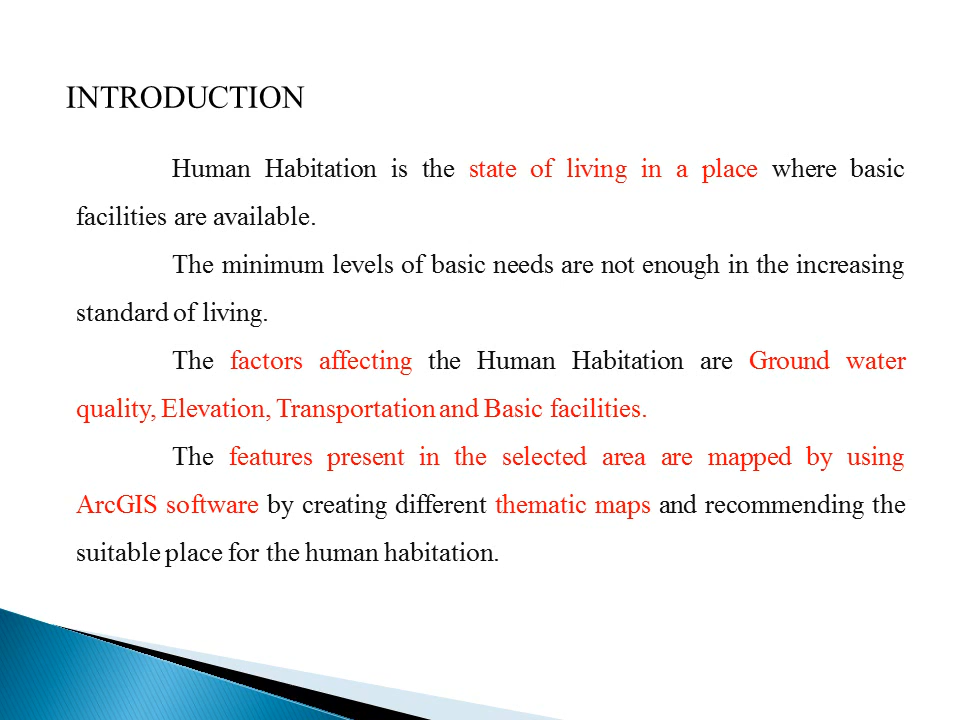 INTRODUCTION
Human Habitation is the state of living in a place where basic
facilities are available.
The minimum levels of basic needs are not enough in the increasing
standard of living.
The factors affecting the Human Habitation are Ground water
quality, Elevation, Transportation and Basic facilities.
The features present in the selected area are mapped by using
ArcGIS software by creating different thematic maps and recommending the
suitable place for the human habitation.